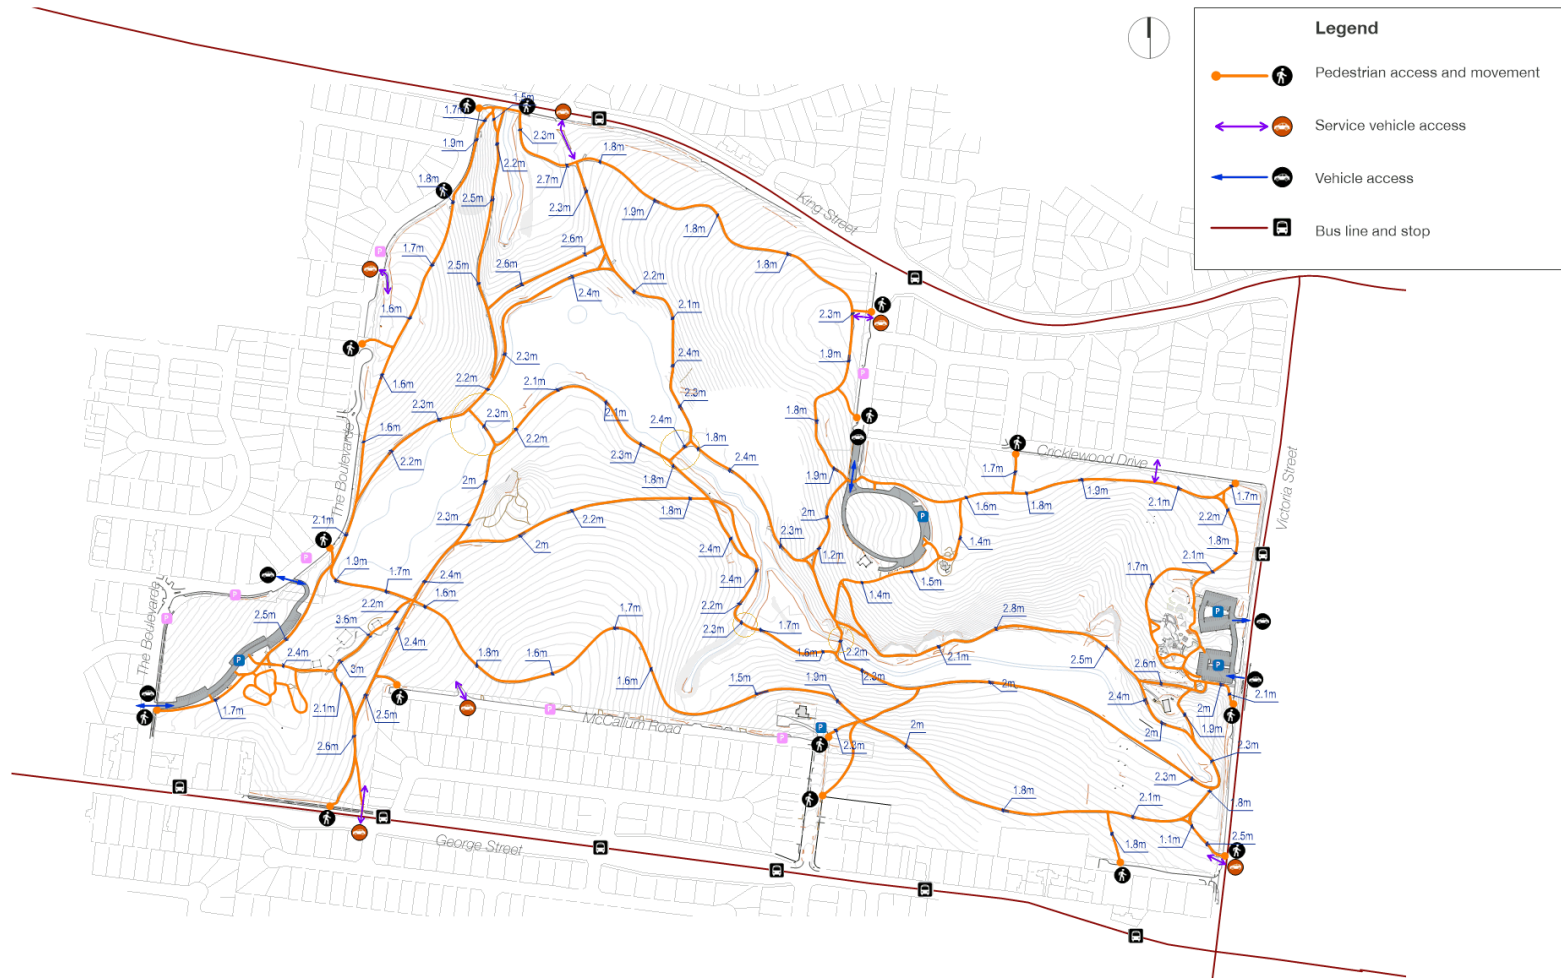 Legend
Pedestrian access and movement
Service vehicle access
Vehicle access
Bus line and stop
1.5m
1.7m
1.9m
2.3m
2.2m
1.8m
2.7m
1.8m
2.5m
2.3m
1.9m
1.8m
King Street
1.7m
2.6m
1.8m
P
2.5m
2.6m
2.2m
2.4m
1.6m
2.1m
2.3m
1.9m
2.3m
2.4m
P
1.6m
2.2m
2.1m
2.3m
2.3m
2.3m
2.1m
1.8m
1.6m
2.2m
2.4m
1.8m
2.2m
2.3m
2.4m
The Boulevarde
Cricklewood Drive
Victoria Street
2m
1.8m
1.9m
1.7m
1.9m
1.7m
2.1m
1.6m
1.8m
2.1m
2.3m
2.2m
1.8m
2m
P
2.2m
2m
2.4m
2.3m
1.4m
1.8m
P
1.2m
2.1m
1.9m
1.7m
2.4m
2.4m
1.5m
1.7m
P
1.6m
1.4m
P
The Boulevarde
P
2.5m
2.2m
3.6m
2.2m
P
2.4m
1.7m
2.3m
1.7m
2.8m
P
2.4m
3m
1.8m
1.6m
1.6m
2.2m
2.1m
2.5m
2.6m
P
1.6m
2.3m
2m
2.4m
2.1m
1.7m
2.1m
2.5m
1.5m
1.9m
2m
1.9m
P
McCallum Road
P
P
2.6m
2.3m
2m
2m
2.3m
2.3m
1.8m
2.1m
1.8m
1.1m
2.5m
1.8m
George Street